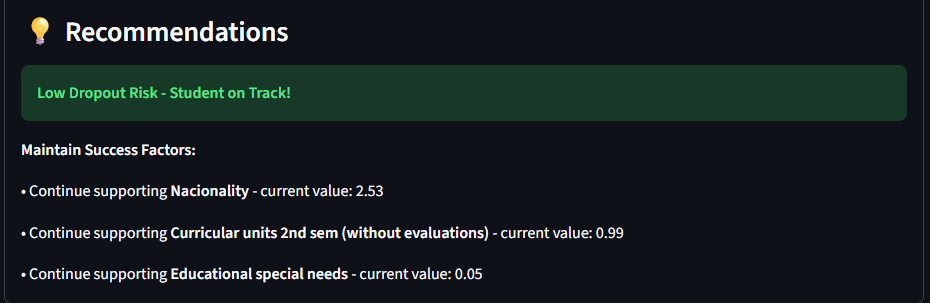 Recommendations
Low Dropout Risk - Student on Track!
Maintain Success Factors:
• Continue supporting Nacionality - current value: 2.53
• Continue supporting Curricular units 2nd sem (without evaluations) - current value: 0.99
• Continue supporting Educational special needs - current value: 0.05